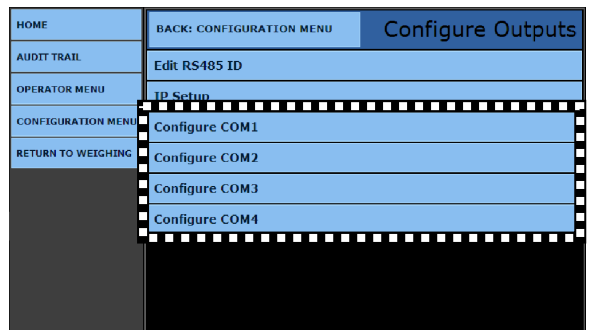 HOME
AUDIT TRAIL
OPERATOR MENU
CONFIGURATION MENU
RETURN TO WEIGHING
BACK: CONFIGURATION MENU
Configure Outputs
Edit RS485 ID
IP Setup
Configure COM1
Configure COM2
Configure COM3
Configure COM4